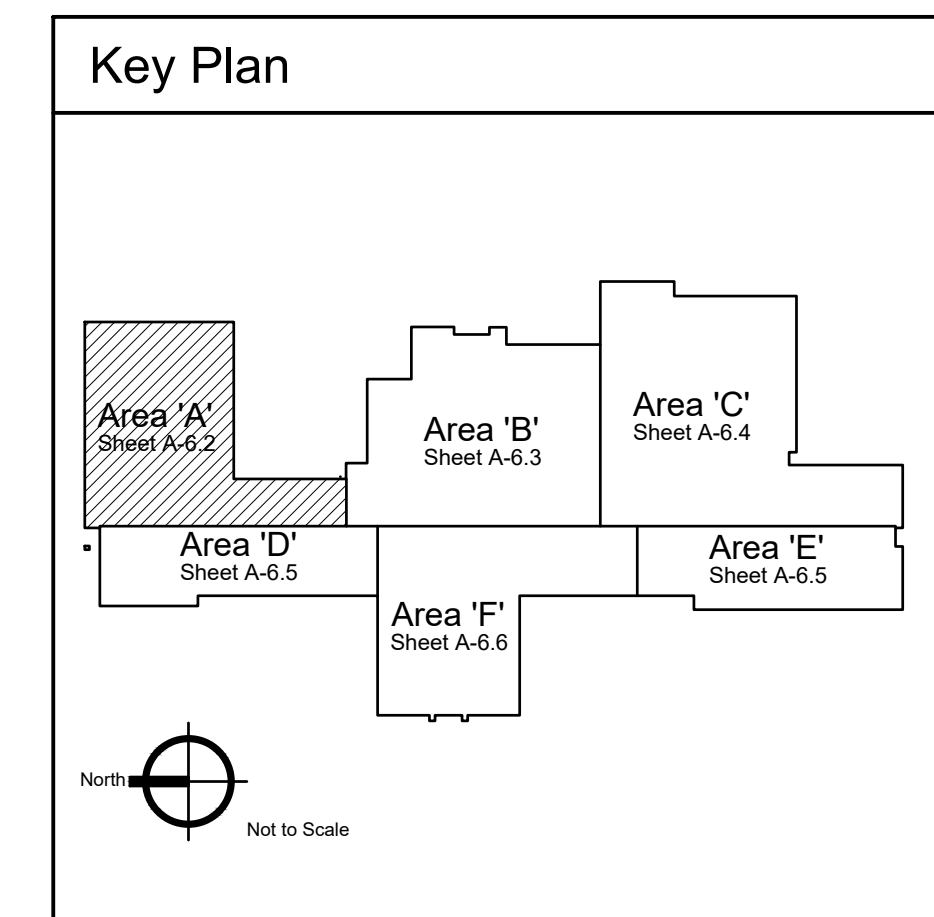 Key Plan
Area 'A'
Sheet A-6.2
Area 'B'
Sheet A-6.3
Area 'C'
Sheet A-6.4
Area 'D'
Sheet A-6.5
Area 'E'
Sheet A-6.5
Area 'F'
Sheet A-6.6
North
Not to Scale